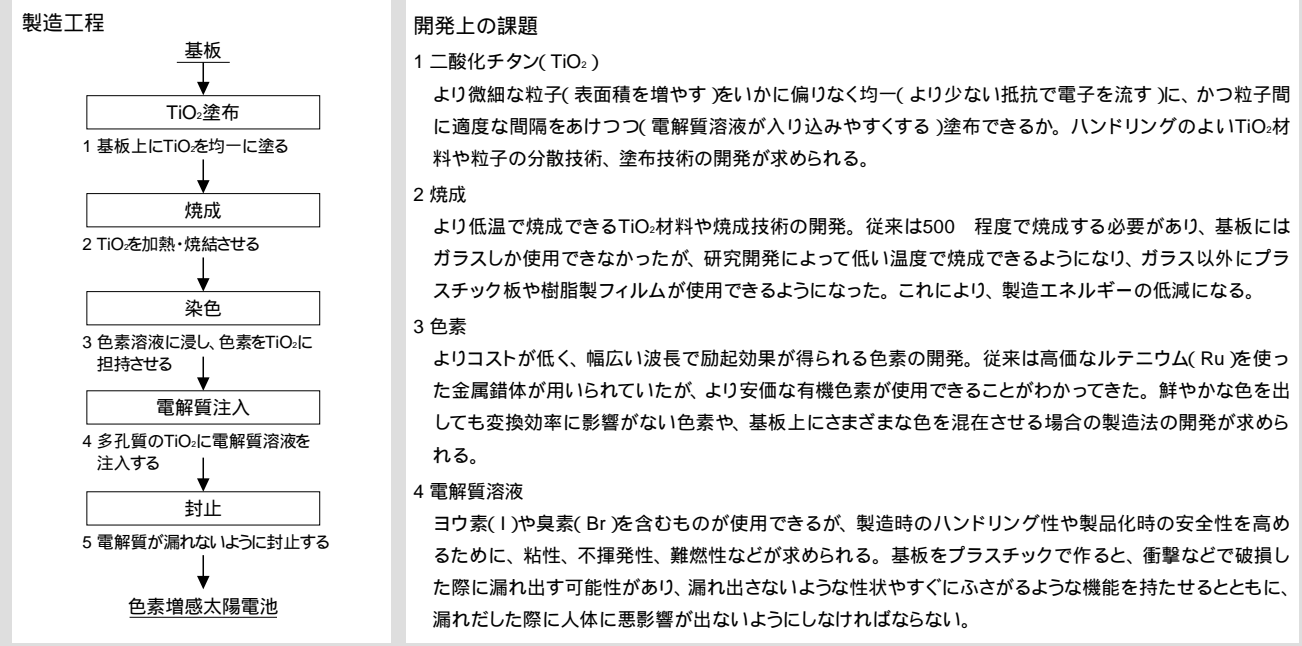 製造工程
基板
TiO₂塗布
1 基板上にTiO₂を均一に塗る
焼成
2 TiO₂を加熱・焼結させる
染色
3 色素溶液に浸し、色素をTiO₂に
担持させる
電解質注入
4 多孔質のTiO₂に電解質溶液を
注入する
封止
5 電解質が漏れないように封止する
色素増感太陽電池
開発上の課題
1 二酸化チタン(TiO₂)
より微細な粒子(表面積を増やす)をいかに偏りなく均一(より少ない抵抗で電子を流す)に、かつ粒子間
に適度な間隔をあけつつ(電解質溶液が入り込みやすくする)塗布できるか。ハンドリングのよいTiO₂材
料や粒子の分散技術、塗布技術の開発が求められる。
2 焼成
より低温で焼成できるTiO₂材料や焼成技術の開発。従来は500　程度で焼成する必要があり、基板には
ガラスしか使用できなかったが、研究開発によって低い温度で焼成できるようになり、ガラス以外にプラ
スチック板や樹脂製フィルムが使用できるようになった。これにより、製造エネルギーの低減になる。
3 色素
よりコストが低く、幅広い波長で励起効果が得られる色素の開発。従来は高価なルテニウム(Ru)を使っ
た金属錯体が用いられていたが、より安価な有機色素が使用できることがわかってきた。鮮やかな色を出
しても変換効率に影響がない色素や、基板上にさまざまな色を混在させる場合の製造法の開発が求めら
れる。
4 電解質溶液
ヨウ素(I)や臭素(Br)を含むものが使用できるが、製造時のハンドリング性や製品化時の安全性を高め
るために、粘性、不揮発性、難燃性などが求められる。基板をプラスチックで作ると、衝撃などで破損し
た際に漏れ出す可能性があり、漏れ出さないような性状やすぐにふさがるような機能を持たせるとともに、
漏れだした際に人体に悪影響が出ないようにしなければならない。